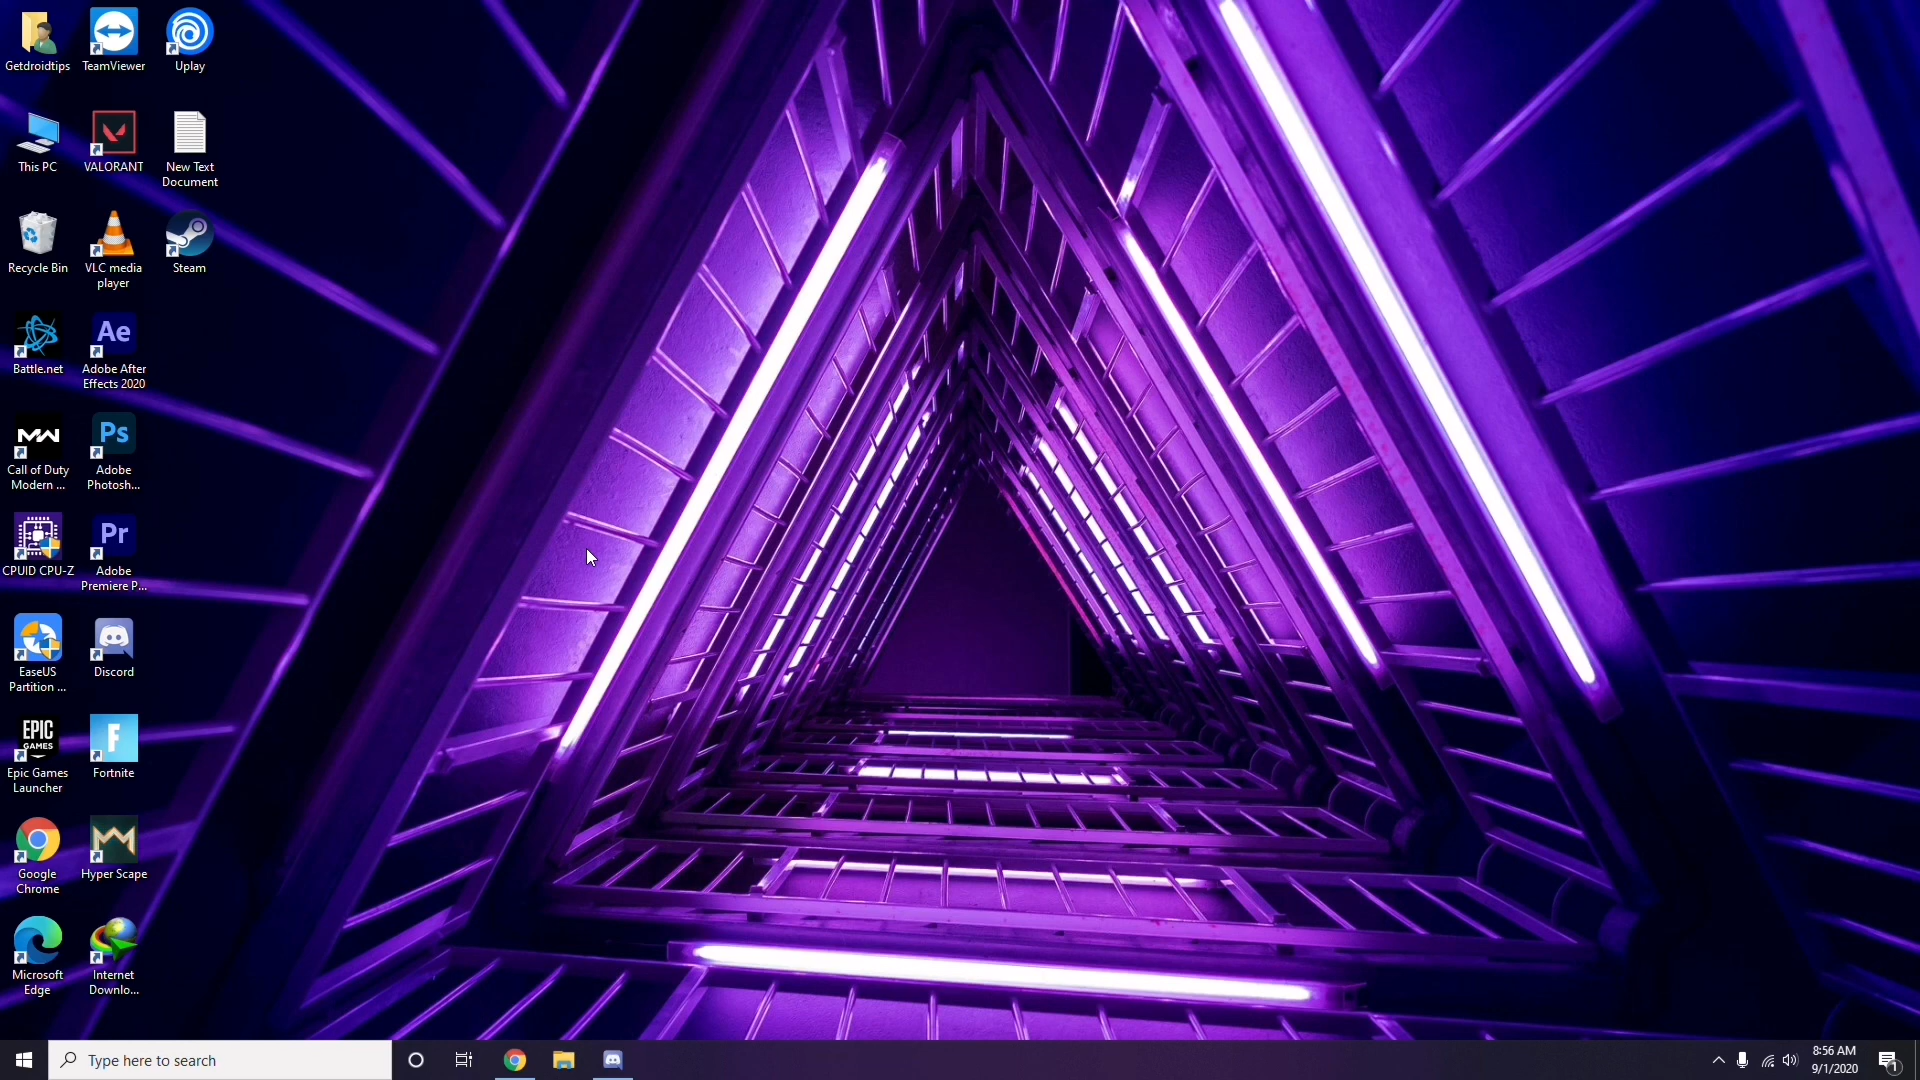 Getdroidtips
TeamViewer
Uplay
This PC
VALORANT
New Text
Document
Recycle Bin
VLC media
player
Steam
Battle.net
Ae
Adobe After
Effects 2020
MW
Call of Duty
Modern ...
Ps
Adobe
Photosh...
CPUID CPU-Z
Pr
Adobe
Premiere P...
EaseUS
Partition ...
Discord
EPIC
GAMES
Epic Games
Launcher
F
Fortnite
Google
Chrome
Hyper Scape
Microsoft
Edge
Internet
Downlo...
Type here to search
8:56 AM
9/1/2020
1